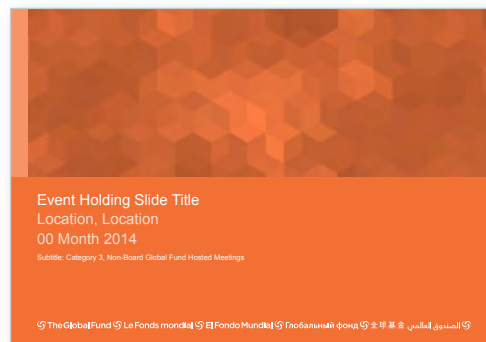 Event Holding Slide Title
Location, Location
00 Month 2014
Subtitle: Category 3, Non-Board Global Fund Hosted Meetings
The Global Fund Le Fonds mondial El Fondo Mundial Глобальный фонд 全球基金 الصندوق العالمي